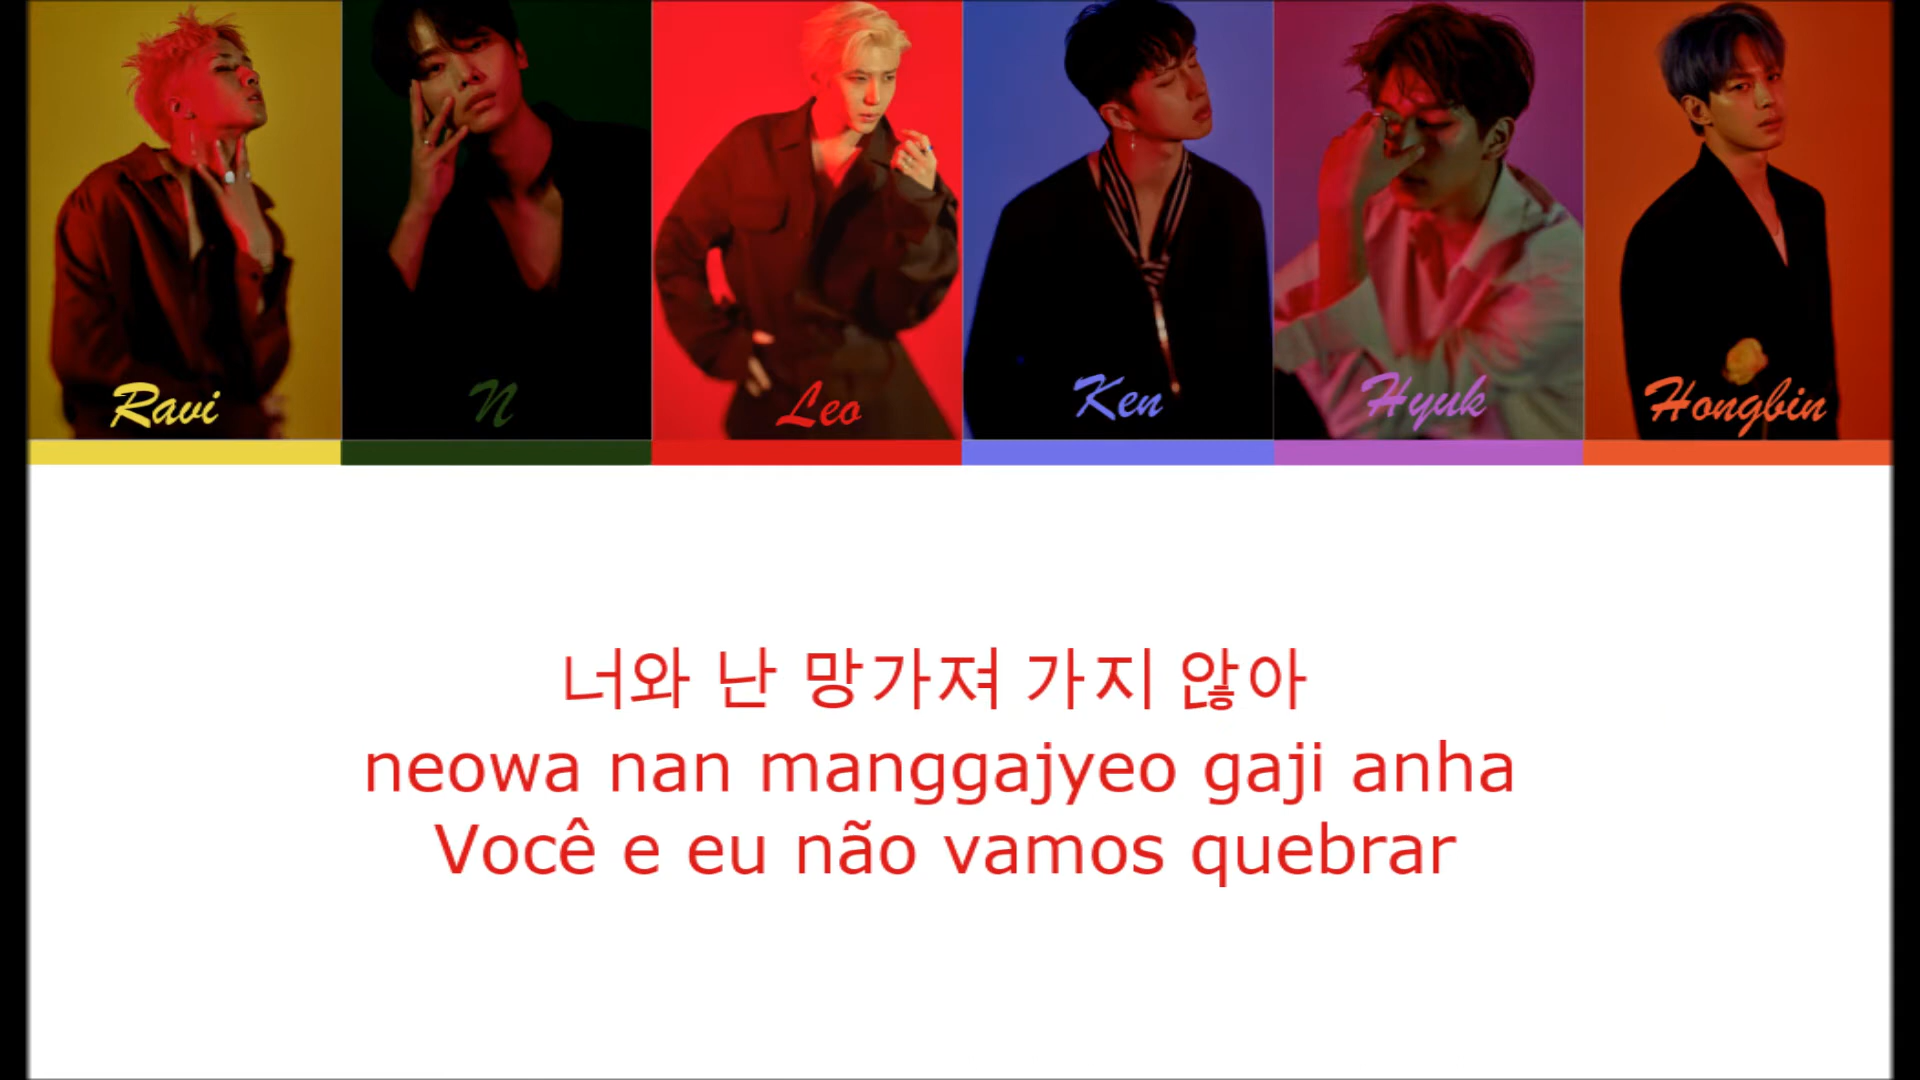 Ravi
N
Leo
Ken
Hyuk
Hongbin
너와 난 망가져 가지 않아
neowa nan manggajyeo gaji anha
Você e eu não vamos quebrar